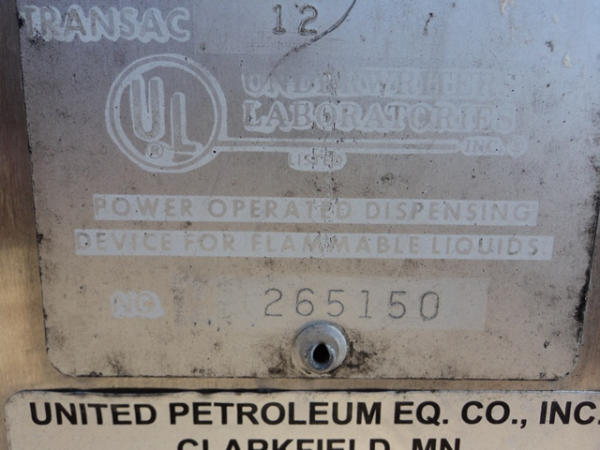 TRANSAC 12
UL
®
UNDERWRITERS
LABORATORIES
INC.®
LISTED
POWER OPERATED DISPENSING
DEVICE FOR FLAMMABLE LIQUIDS
NO. 265150
UNITED PETROLEUM EQ. CO., INC.
CLARKFIELD, MN